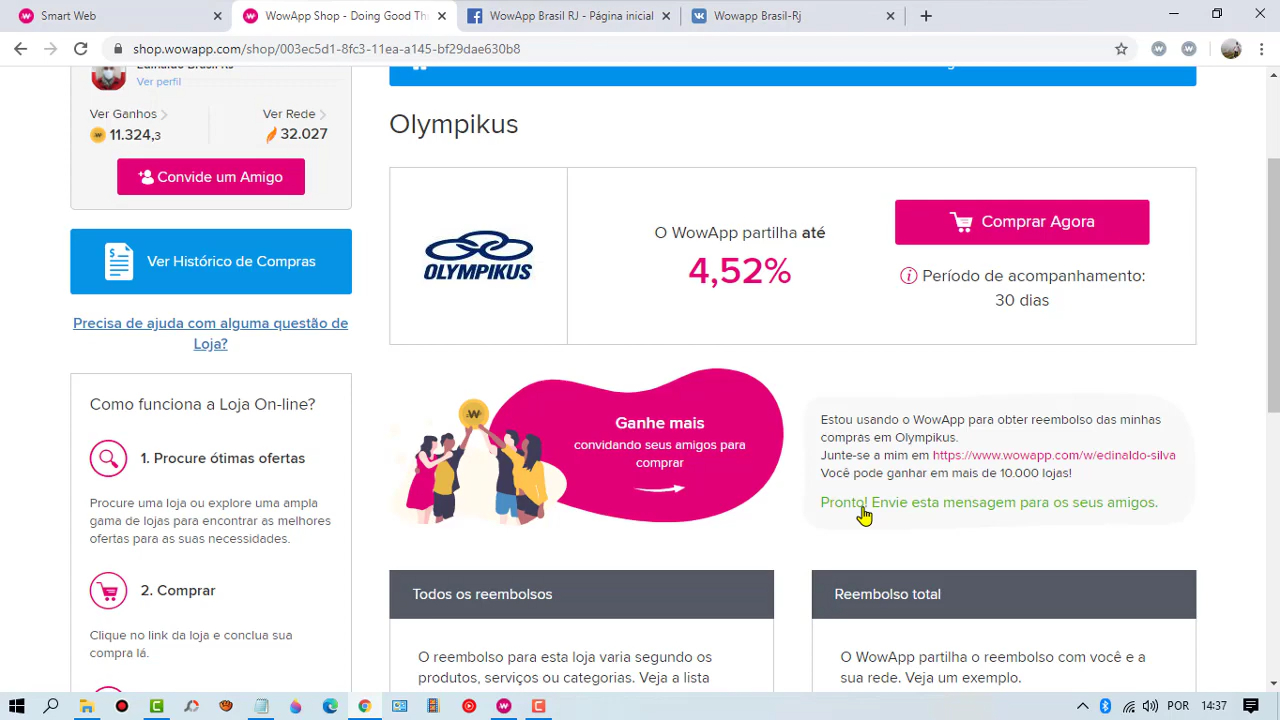 Smart Web
WowApp Shop - Doing Good Th
WowApp Brasil RJ - Página inicial
Wowapp Brasil-Rj
shop.wowapp.com/shop/003ec5d1-8fc3-11ea-a145-bf29dae630b8
Ver perfil
Ver Ganhos
Ver Rede
11.324,3
32.027
Convide um Amigo
Ver Histórico de Compras
Precisa de ajuda com alguma questão de
Loja?
Como funciona a Loja On-line?
1. Procure ótimas ofertas
Procure uma loja ou explore uma ampla
gama de lojas para encontrar as melhores
ofertas para as suas necessidades.
2. Comprar
Clique no link da loja e conclua sua
compra lá.
Olympikus
OLYMPIKUS
O WowApp partilha até
4,52%
Comprar Agora
Período de acompanhamento:
30 dias
Ganhe mais
convidando seus amigos para
comprar
Estou usando o WowApp para obter reembolso das minhas
compras em Olympikus.
Junte-se a mim em https://www.wowapp.com/w/edinaldo-silva
Você pode ganhar em mais de 10.000 lojas!
Pronto! Envie esta mensagem para os seus amigos.
Todos os reembolsos
O reembolso para esta loja varia segundo os
produtos, serviços ou categorias. Veja a lista
Reembolso total
O WowApp partilha o reembolso com você e a
sua rede. Veja um exemplo.
POR
14:37